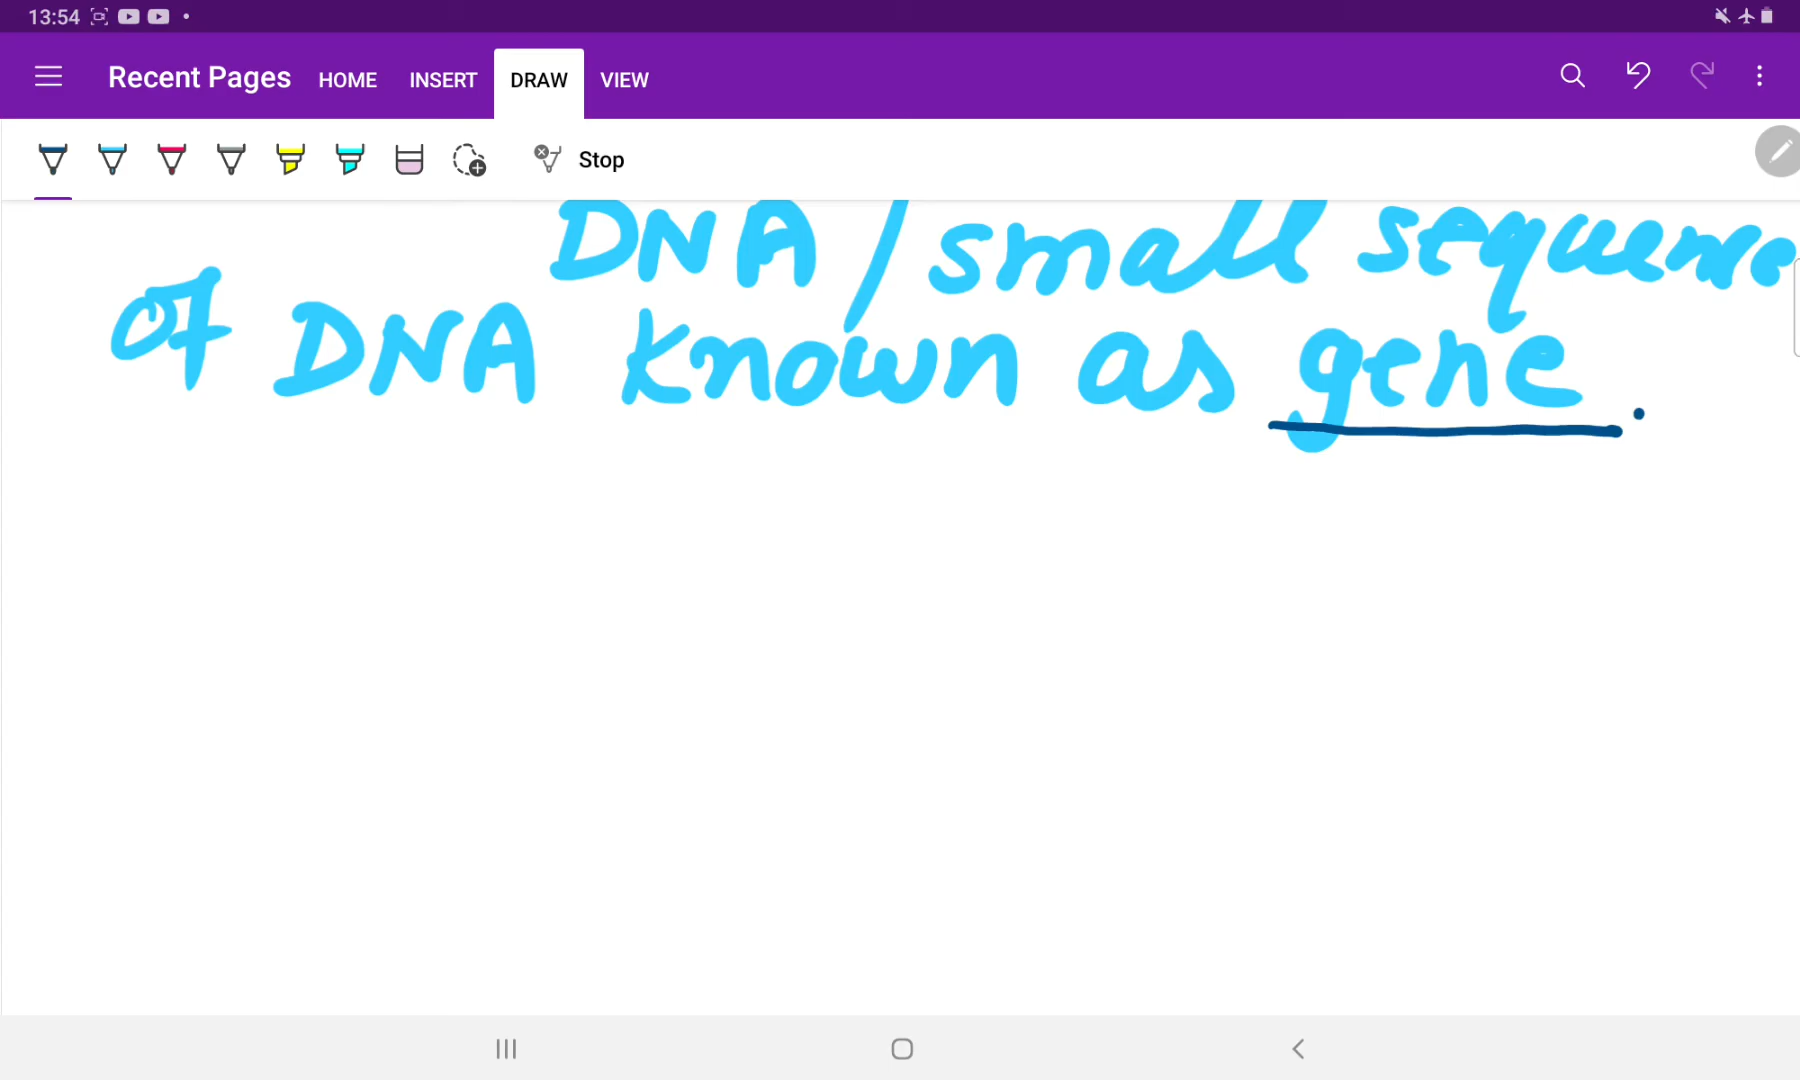 13:54
Recent Pages HOME INSERT DRAW VIEW
Stop
DNA / small sequence
of DNA known as gene.